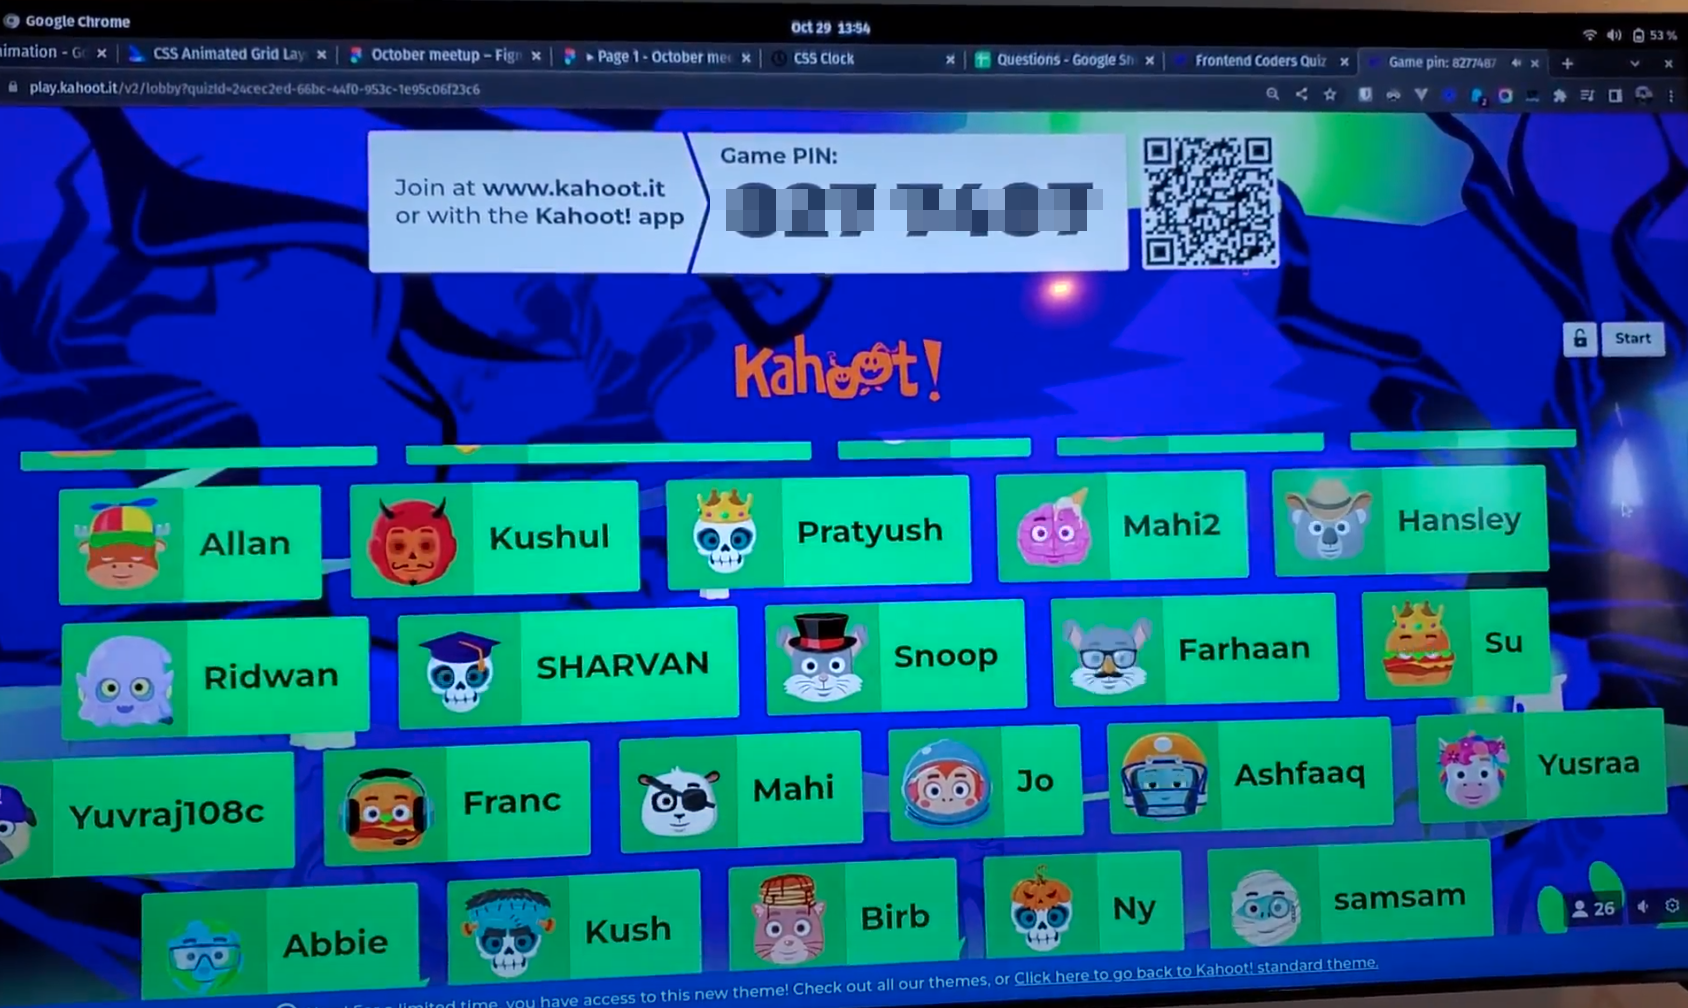 Google Chrome
Oct 29 13:54
53 %
CSS Animated Grid Lay
October meetup – Fig
Page 1 - October mee
CSS Clock
Questions - Google Sh
Frontend Coders Quiz
Game pin: 8277487
play.kahoot.it/v2/lobby?quizId=24cec2ed-66bc-44f0-953c-1e95c06f23c6
Game PIN:
Join at www.kahoot.it
or with the Kahoot! app
Kahoot!
Start
Allan
Kushul
Pratyush
Mahi2
Hansley
Ridwan
SHARVAN
Snoop
Farhaan
Su
Yuvraj108c
Franc
Mahi
Jo
Ashfaaq
Yusraa
Abbie
Kush
Birb
Ny
samsam
26
limited time, you have access to this new theme! Check out all our themes, or Click here to go back to Kahoot! standard theme.